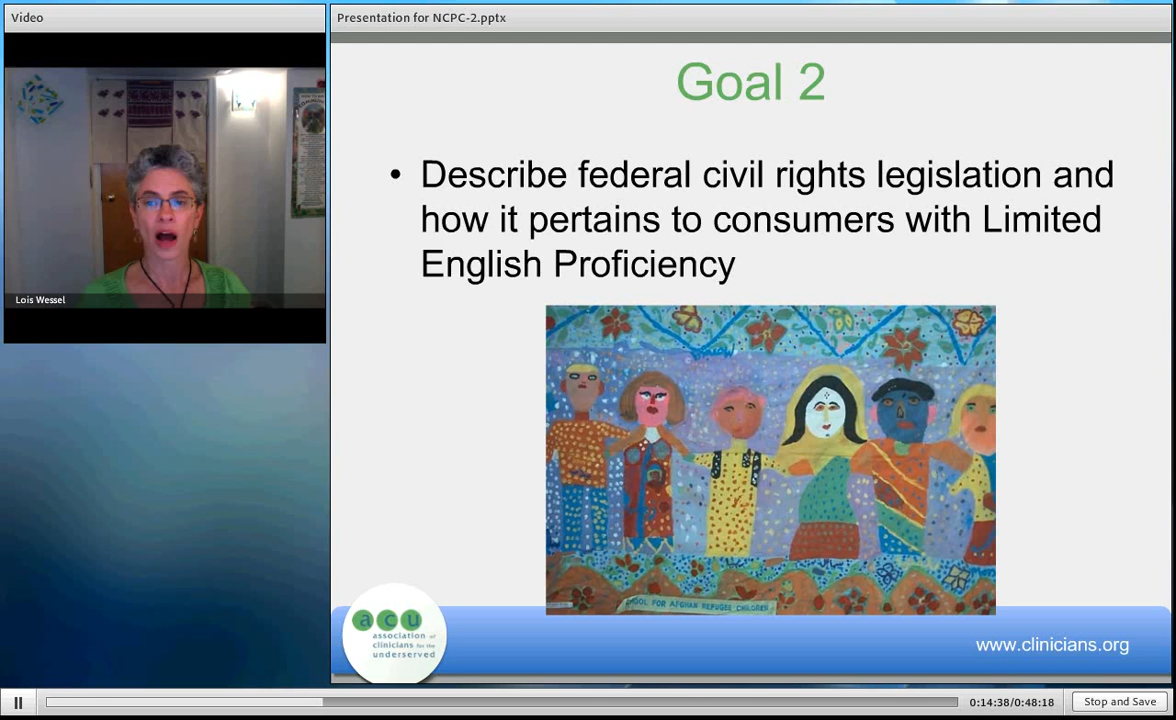 Video
Lois Wessel
Presentation for NCPC-2.pptx
Goal 2
• Describe federal civil rights legislation and
how it pertains to consumers with Limited
English Proficiency
SCHOOL FOR AFGHAN REFUGEE CHILDREN
acu
association of
clinicians for the
underserved
www.clinicians.org
0:14:38/0:48:18
Stop and Save